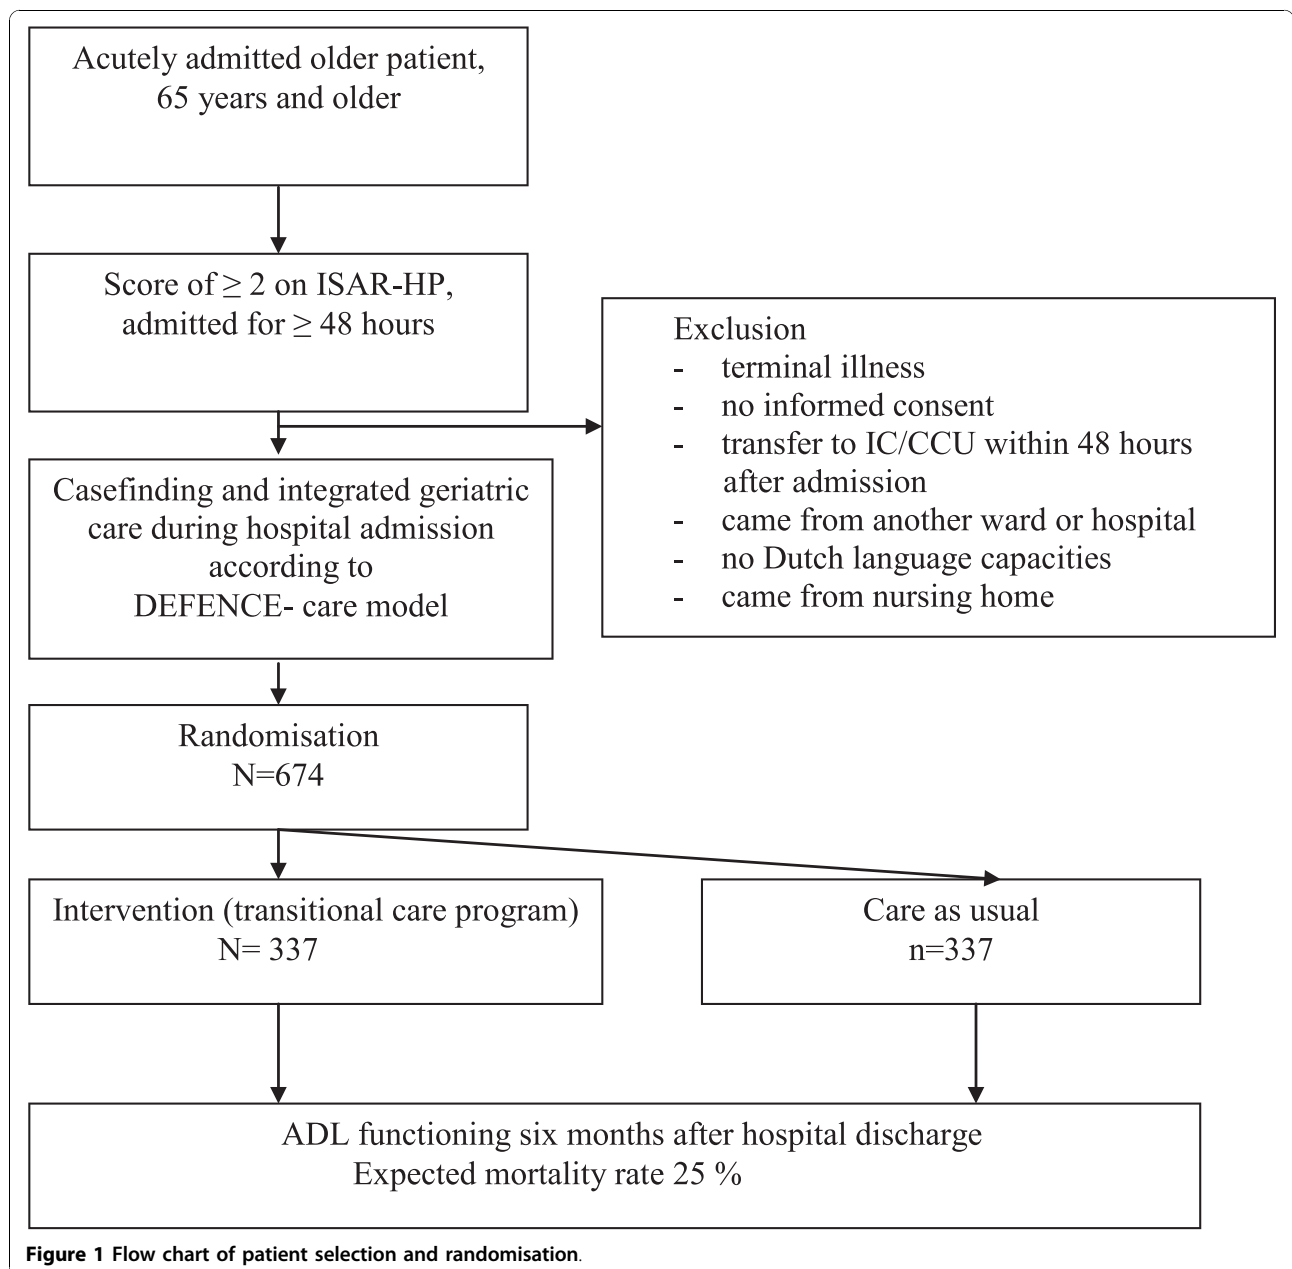 Acutely admitted older patient,
65 years and older
Score of ≥ 2 on ISAR-HP,
admitted for ≥ 48 hours
Exclusion
- terminal illness
- no informed consent
- transfer to IC/CCU within 48 hours
after admission
- came from another ward or hospital
- no Dutch language capacities
- came from nursing home
Casefinding and integrated geriatric
care during hospital admission
according to
DEFENCE- care model
Randomisation
N=674
Intervention (transitional care program)
N= 337
Care as usual
n=337
ADL functioning six months after hospital discharge
Expected mortality rate 25 %
Figure 1 Flow chart of patient selection and randomisation.